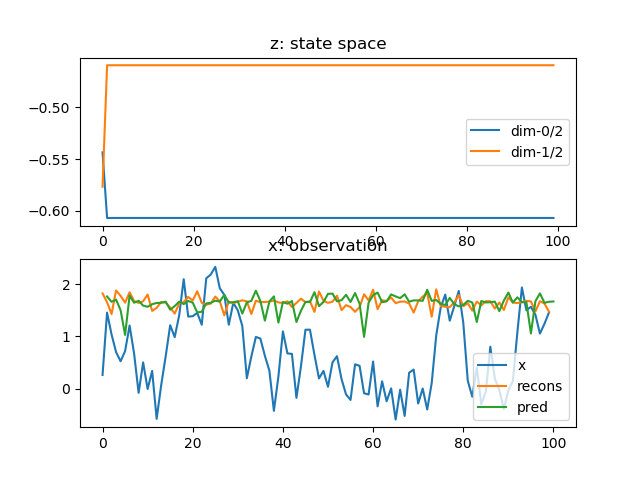 z: state space
−0.50
−0.55
−0.60
dim-0/2
dim-1/2
0 20 40 60 80 100
x: observation
2
1
0
x
recons
pred
0 20 40 60 80 100